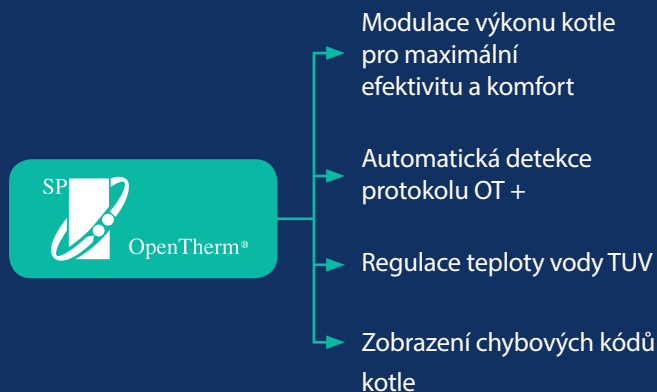 Modulace výkonu kotle
pro maximální
efektivitu a komfort
Automatická detekce
protokolu OT +
SP
OpenTherm®
Regulace teploty vody TUV
Zobrazení chybových kódů
kotle